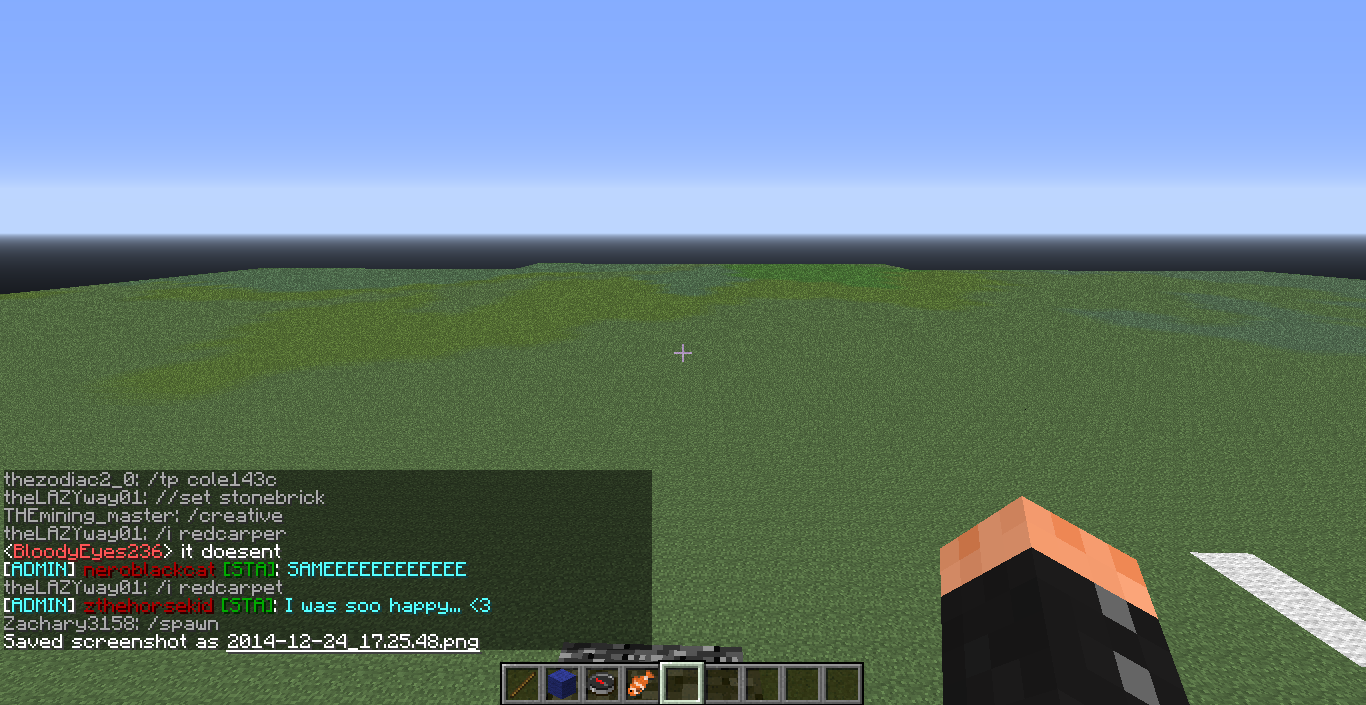 thezodiac2_0: /tp cole143c
theLAZYway01: //set stonebrick
THEmining_master: /creative
theLAZYway01: /i redcarper
<BloodyEyes236> it doesent
[ADMIN] neroblackcat [STA]: SAMEEEEEEEEEEEEE
theLAZYway01: /i redcarpet
[ADMIN] zthehorsekid [STA]: I was soo happy... <3
Zachary3158: /spawn
Saved screenshot as 2014-12-24_17.25.48.png